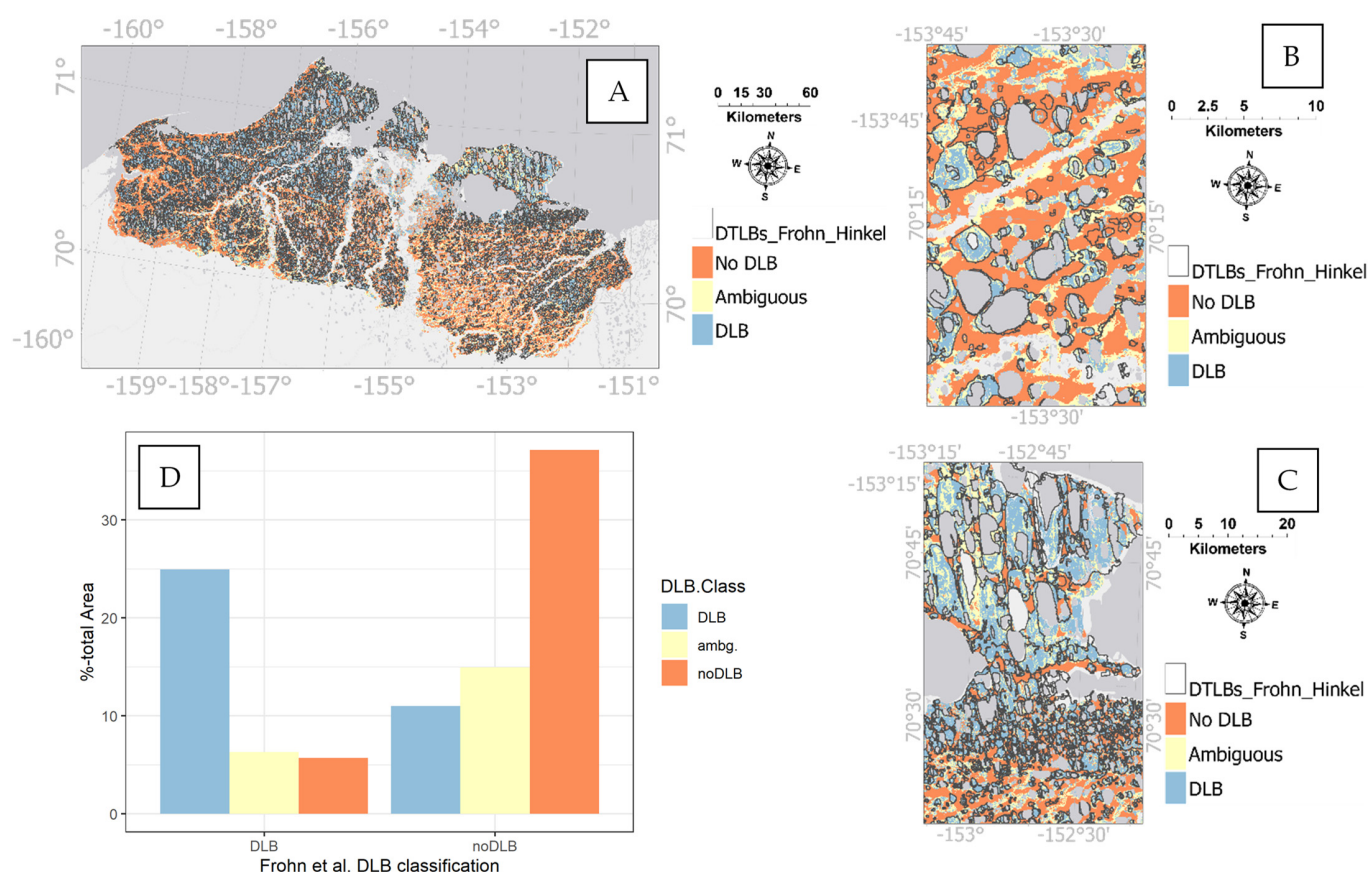 -160° -156° -154° -152°
A
71°
71°
70°
70°
-160°
-159° -158° -157° -155° -153° -151°
0 15 30 60
Kilometers
N
W E
S
DTLBs_Frohn_Hinkel
No DLB
Ambiguous
DLB
-153°45' -153°30'
B
-153°45'
70°15'
70°15'
-153°30'
0 2.5 5 10
Kilometers
N
W E
S
DTLBs_Frohn_Hinkel
No DLB
Ambiguous
DLB
D
%-total Area
30
20
10
0
DLB noDLB
Frohn et al. DLB classification
DLB.Class
DLB
ambg.
noDLB
-153°15' -152°45'
C
-153°15'
70°45'
70°45'
70°30'
70°30'
-153° -152°30'
0 5 10 20
Kilometers
N
W E
S
DTLBs_Frohn_Hinkel
No DLB
Ambiguous
DLB